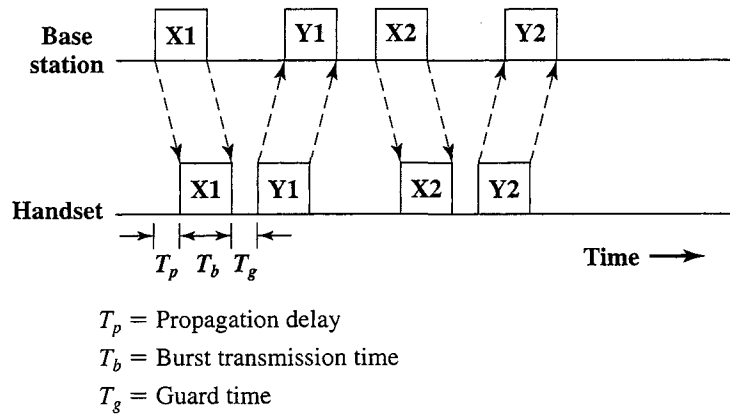 Base station X1 Y1 X2 Y2
Handset X1 Y1 X2 Y2
T_p T_b T_g Time
T_p = Propagation delay
T_b = Burst transmission time
T_g = Guard time